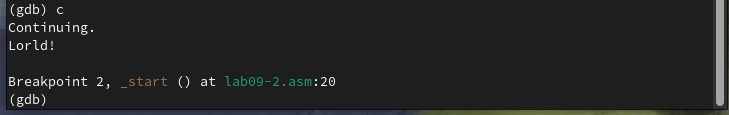 (gdb) c
Continuing.
Lorld!
Breakpoint 2, _start () at lab09-2.asm:20
(gdb)